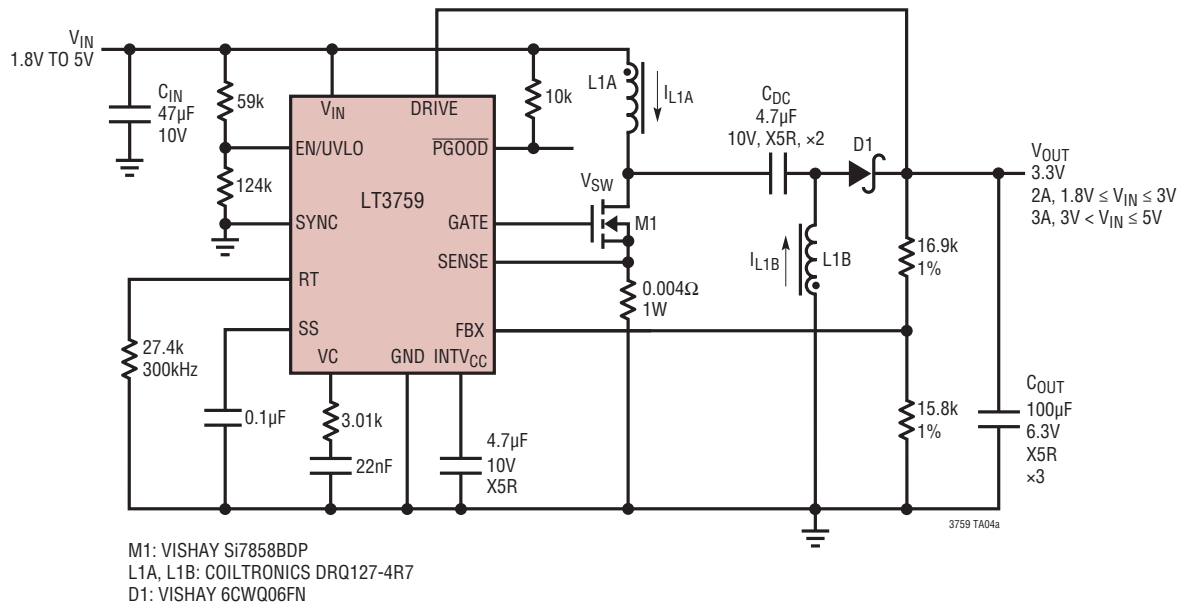 VIN
1.8V TO 5V
CIN
47µF
10V
59k
124k
VIN
DRIVE
EN/UVLO
PGOOD
LT3759
SYNC
GATE
SENSE
RT
SS
FBX
VC
GND
INTVCC
10k
L1A
IL1A
CDC
4.7µF
10V, X5R, ×2
D1
VSW
M1
IL1B
L1B
0.004Ω
1W
VOUT
3.3V
2A, 1.8V ≤ VIN ≤ 3V
3A, 3V < VIN ≤ 5V
16.9k
1%
15.8k
1%
COUT
100µF
6.3V
X5R
×3
27.4k
300kHz
0.1µF
3.01k
22nF
4.7µF
10V
X5R
3759 TA04a
M1: VISHAY Si7858BDP
L1A, L1B: COILTRONICS DRQ127-4R7
D1: VISHAY 6CWQ06FN